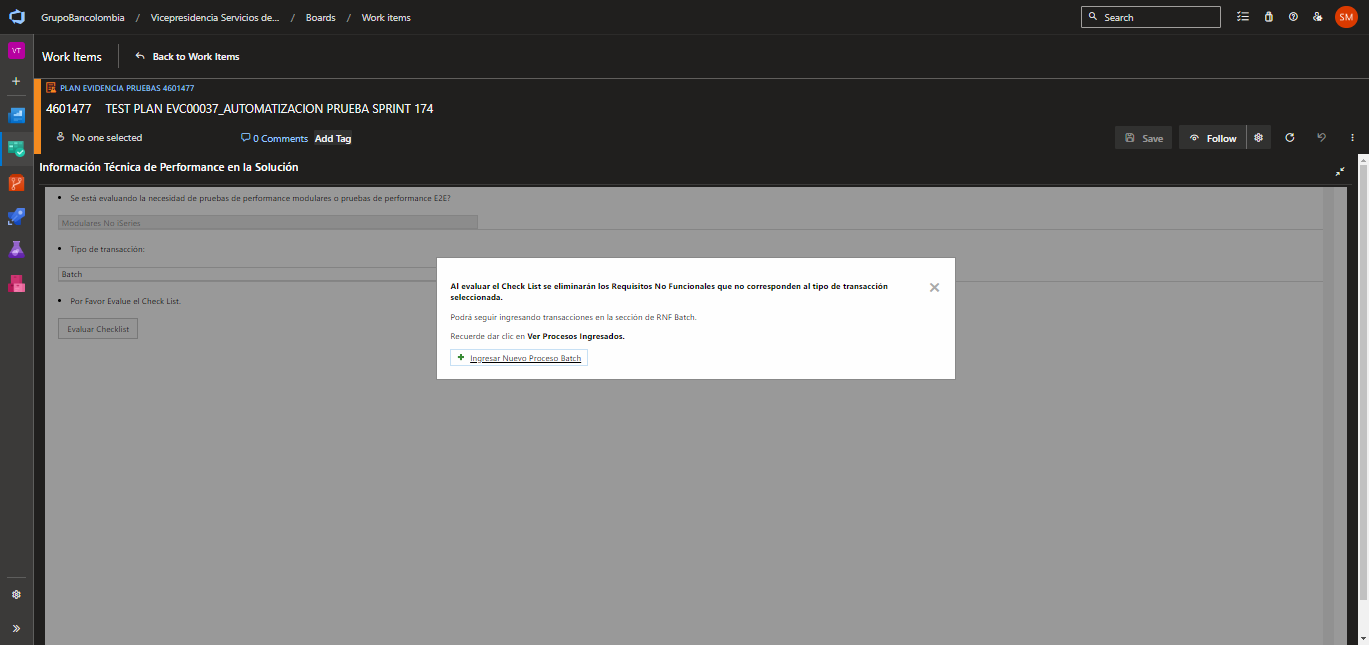 GrupoBancolombia / Vicepresidencia Servicios de... / Boards / Work items
Search
SM
VT
Work Items
Back to Work Items
PLAN EVIDENCIA PRUEBAS 4601477
4601477 TEST PLAN EVC00037_AUTOMATIZACION PRUEBA SPRINT 174
No one selected
0 Comments
Add Tag
Save
Follow
Información Técnica de Performance en la Solución
Se está evaluando la necesidad de pruebas de performance modulares o pruebas de performance E2E?
Modulares No iSeries
Tipo de transacción:
Batch
Por Favor Evalue el Check List.
Evaluar Checklist
Al evaluar el Check List se eliminarán los Requisitos No Funcionales que no corresponden al tipo de transacción
seleccionada.
Podrá seguir ingresando transacciones en la sección de RNF Batch.
Recuerde dar clic en Ver Procesos Ingresados.
Ingresar Nuevo Proceso Batch